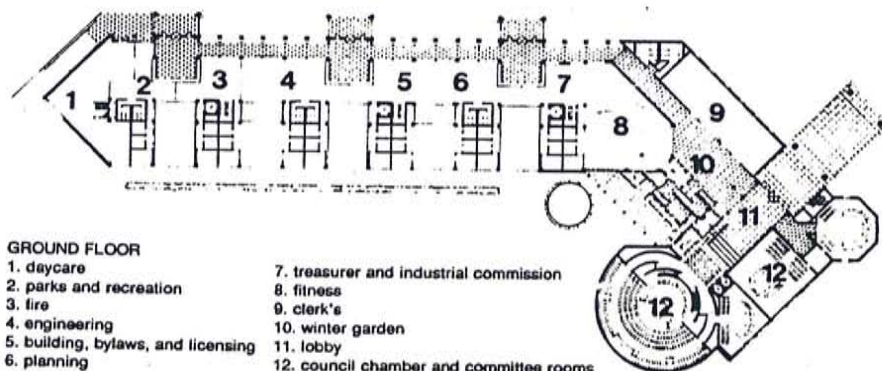 1
2
3
4
5
6
7
8
9
10
11
12
12
GROUND FLOOR
1. daycare
2. parks and recreation
3. fire
4. engineering
5. building, bylaws, and licensing
6. planning
7. treasurer and industrial commission
8. fitness
9. clerk's
10. winter garden
11. lobby
12. council chamber and committee rooms